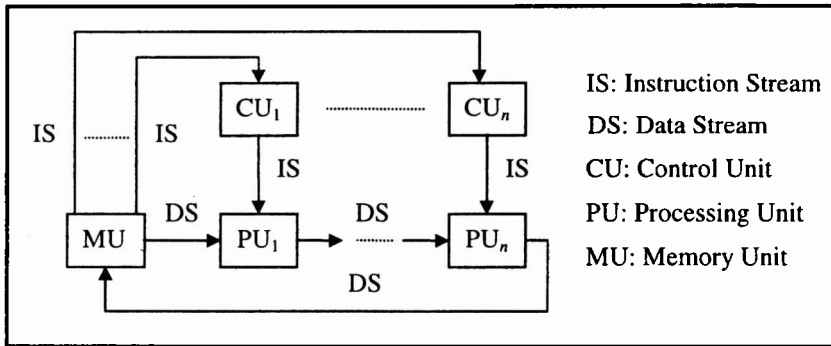 CU₁
CUₙ
IS
IS
IS
IS
DS
DS
MU
PU₁
PUₙ
DS
IS: Instruction Stream
DS: Data Stream
CU: Control Unit
PU: Processing Unit
MU: Memory Unit